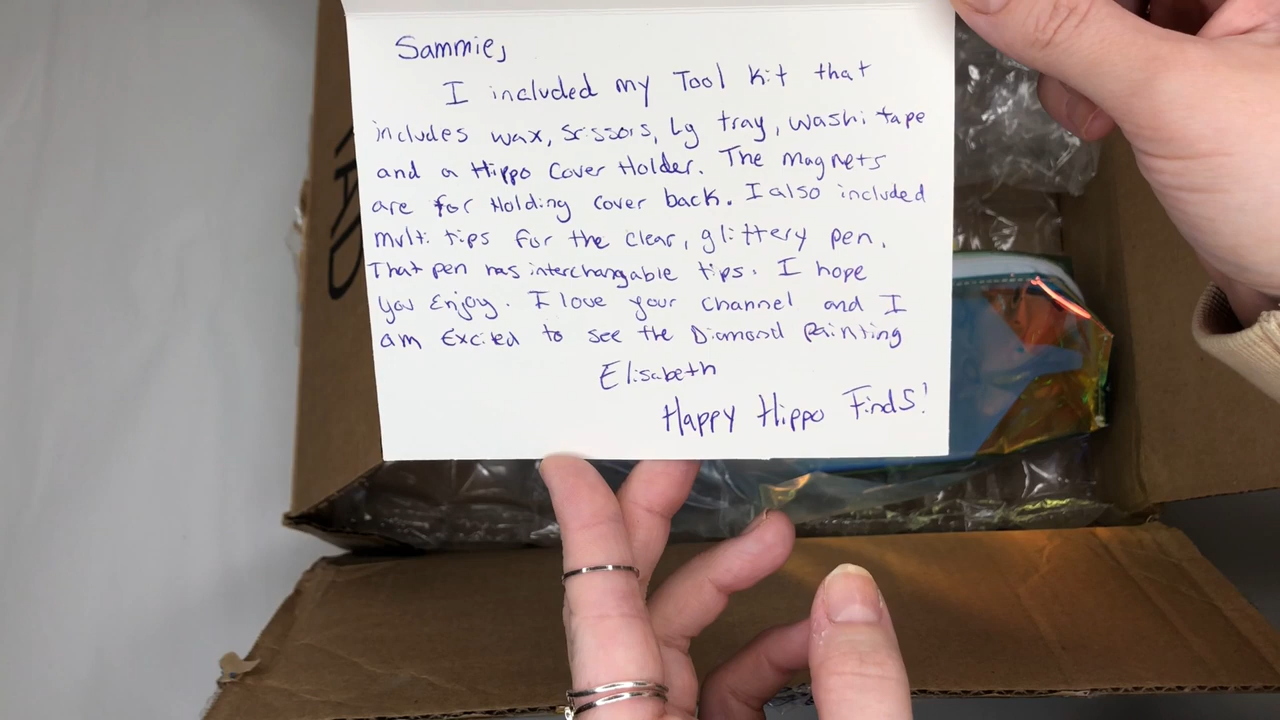 Sammie,
I included my Tool Kit that
includes wax, scissors, Lg tray, washi tape
and a Hippo Cover Holder. The magnets
are for Holding cover back. I also included
multi tips for the clear, glittery pen.
That pen has interchangable tips. I hope
you Enjoy. I love your channel and I
am Excited to see the Diamond painting
Elisabeth
Happy Hippo Finds!